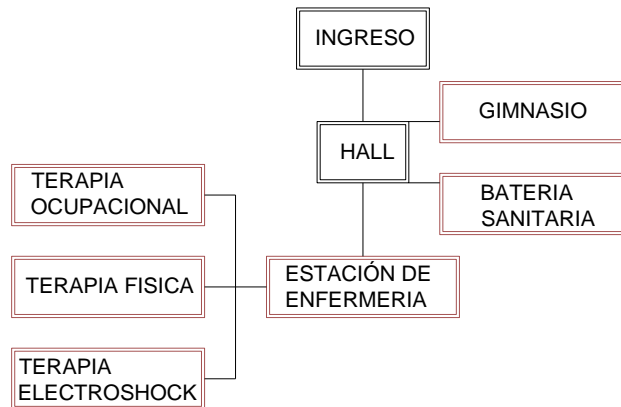 INGRESO
GIMNASIO
HALL
BATERIA
SANITARIA
TERAPIA
OCUPACIONAL
TERAPIA FISICA
ESTACIÓN DE
ENFERMERIA
TERAPIA
ELECTROSHOCK